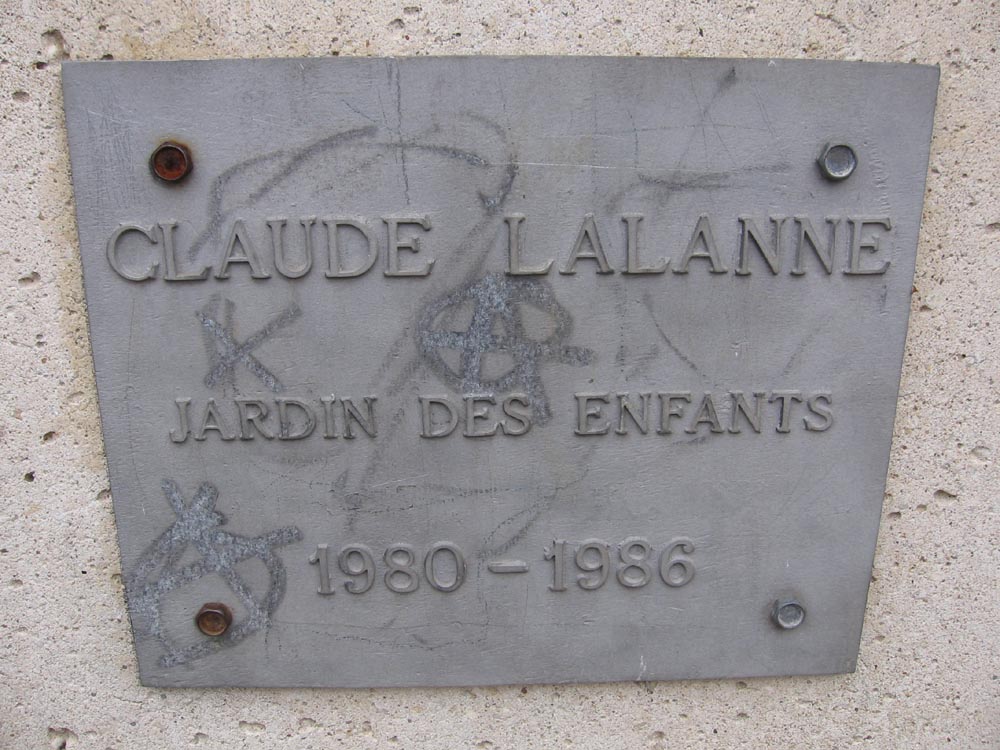 CLAUDE LALANNE
JARDIN DES ENFANTS
1980-1986